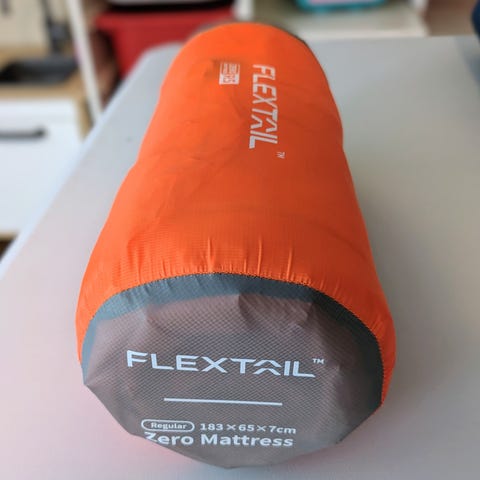 FLEXTAIL™
FLEXTAIL™
Regular 183×65×7cm
Zero Mattress